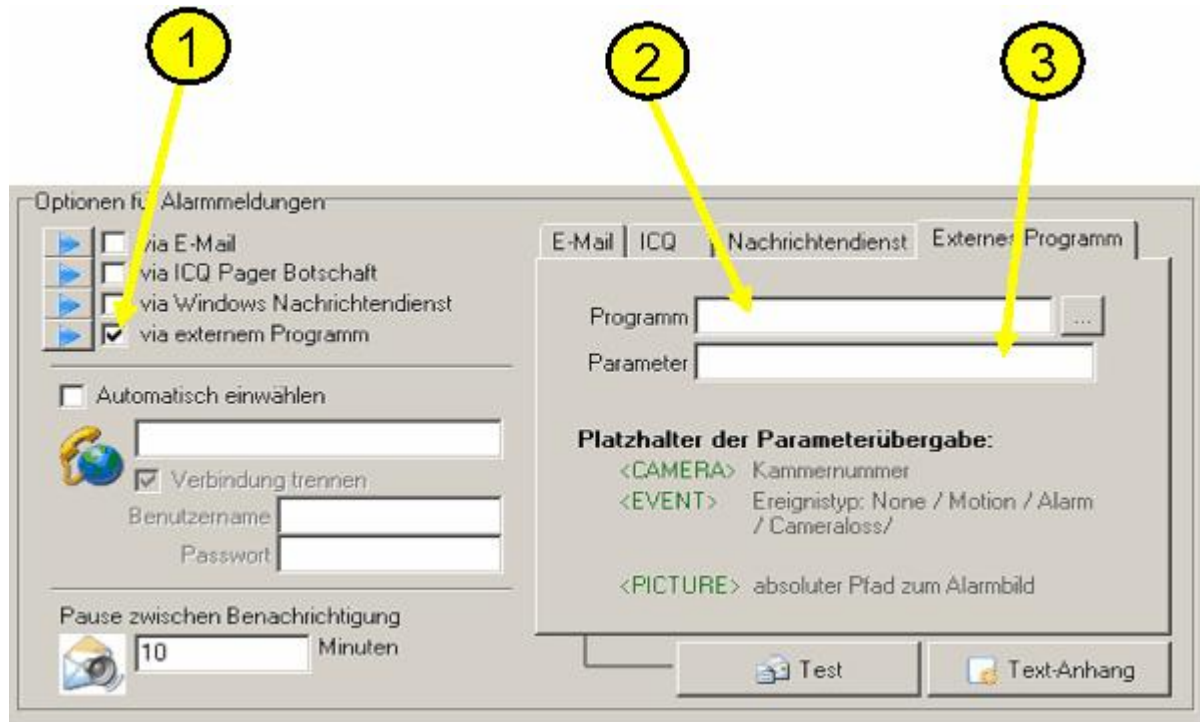 1
2
3
Optionen für Alarmmeldungen
via E-Mail
via ICQ Pager Botschaft
via Windows Nachrichtendienst
via externem Programm
Automatisch einwählen
Verbindung trennen
Benutzername
Passwort
Pause zwischen Benachrichtigung
10 Minuten
E-Mail ICQ Nachrichtendienst Externes Programm
Programm ...
Parameter
Platzhalter der Parameterübergabe:
<CAMERA> Kammernummer
<EVENT> Ereignistyp: None / Motion / Alarm
/ Cameraloss/
<PICTURE> absoluter Pfad zum Alarmbild
Test Text-Anhang